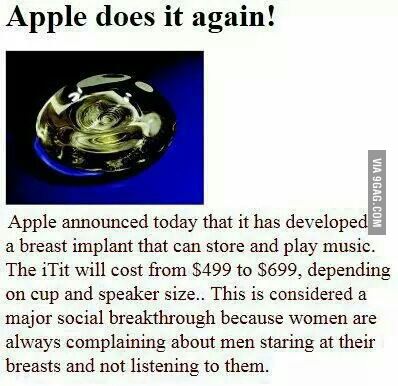 Apple does it again!
VIA 9GAG.COM
Apple announced today that it has developed
a breast implant that can store and play music.
The iTit will cost from $499 to $699, depending
on cup and speaker size.. This is considered a
major social breakthrough because women are
always complaining about men staring at their
breasts and not listening to them.